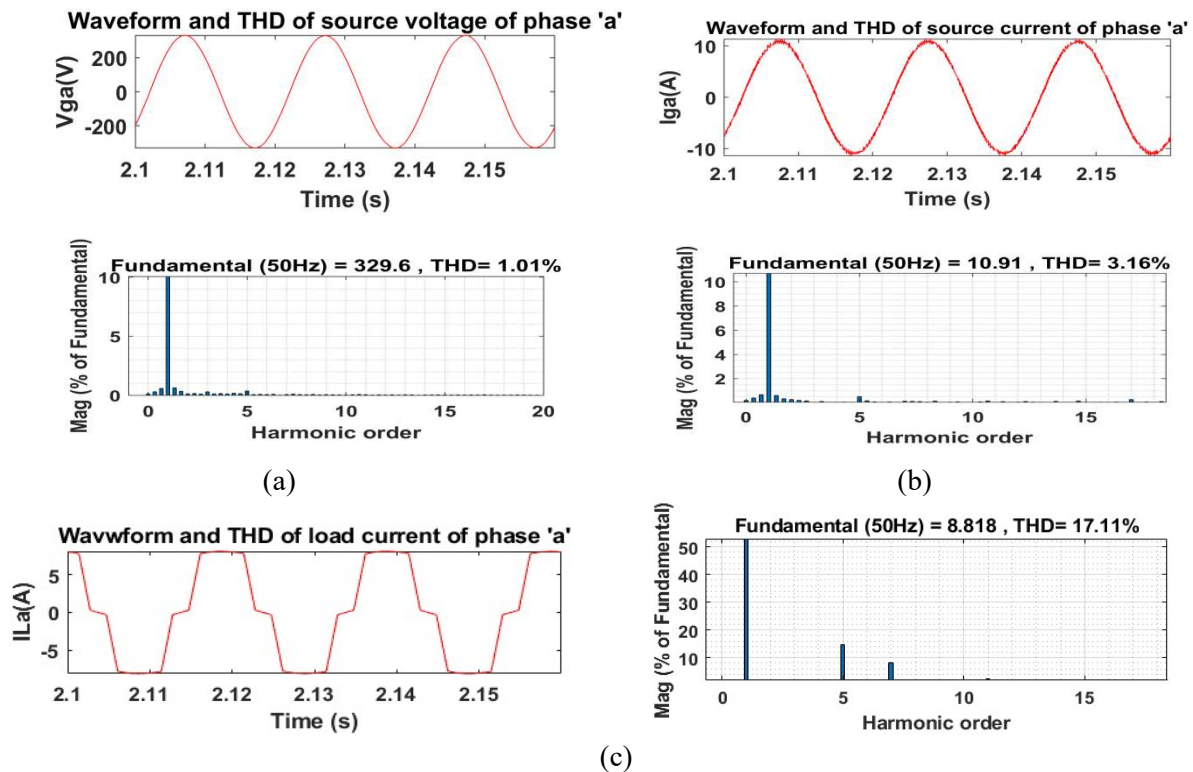 Waveform and THD of source voltage of phase 'a'
Vga(V)
200
0
-200
2.1 2.11 2.12 2.13 2.14 2.15
Time (s)
Fundamental (50Hz) = 329.6 , THD= 1.01%
Mag (% of Fundamental)
10
5
0
0 5 10 15 20
Harmonic order
(a)
Waveform and THD of source current of phase 'a'
Iga(A)
10
0
-10
2.1 2.11 2.12 2.13 2.14 2.15
Time (s)
Fundamental (50Hz) = 10.91 , THD= 3.16%
Mag (% of Fundamental)
10
8
6
4
2
0 5 10 15
Harmonic order
(b)
Wavwform and THD of load current of phase 'a'
ILa(A)
5
0
-5
2.1 2.11 2.12 2.13 2.14 2.15
Time (s)
Fundamental (50Hz) = 8.818 , THD= 17.11%
Mag (% of Fundamental)
50
40
30
20
10
0 5 10 15
Harmonic order
(c)